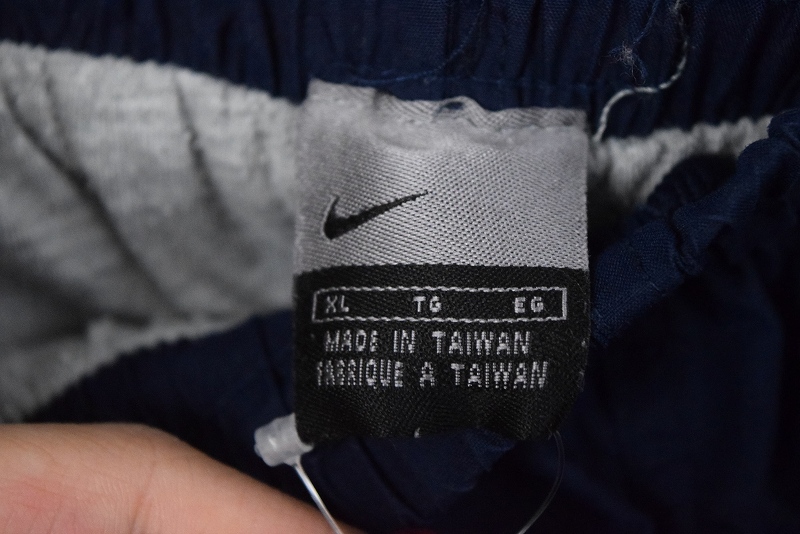 XL TG EG
MADE IN TAIWAN
FABRIQUE A TAIWAN